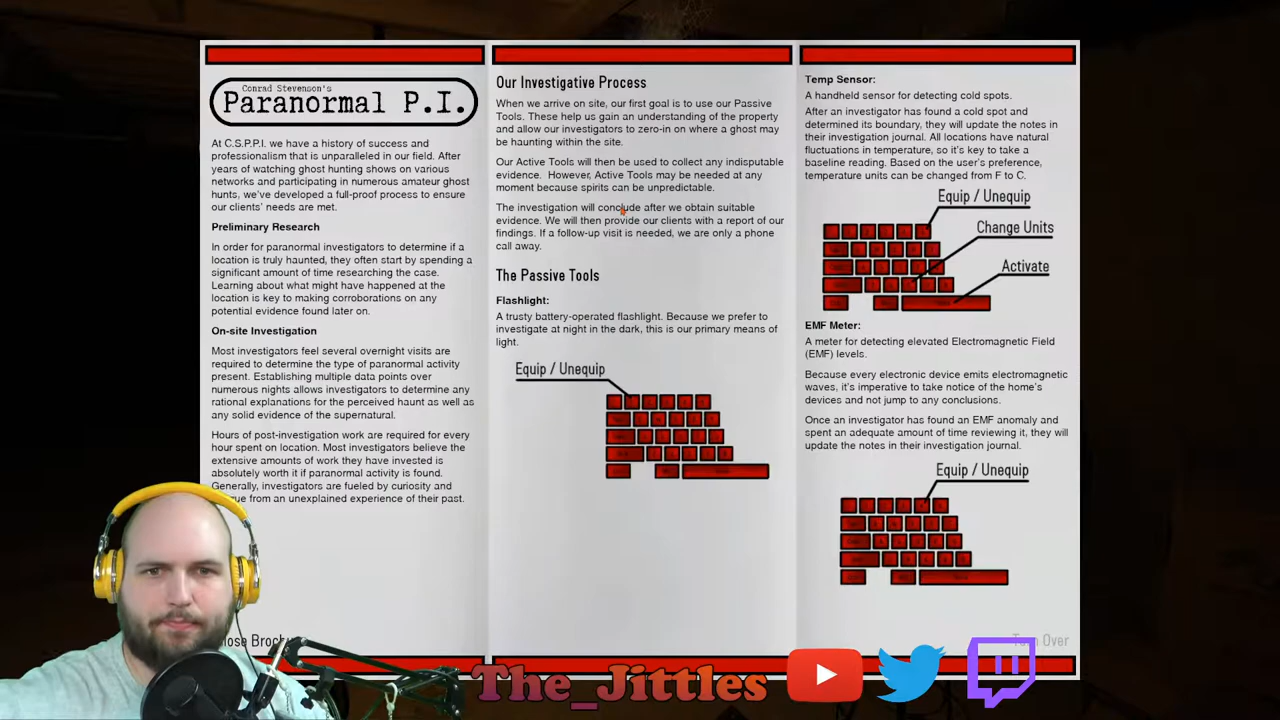 Conrad Stevenson's
Paranormal P.I.
At C.S.P.P.I. we have a history of success and
professionalism that is unparalleled in our field. After
years of watching ghost hunting shows on various
networks and participating in numerous amateur ghost
hunts, we've developed a full-proof process to ensure
our clients' needs are met.
Preliminary Research
In order for paranormal investigators to determine if a
location is truly haunted, they often start by spending a
significant amount of time researching the case.
Learning about what might have happened at the
location is key to making corroborations on any
potential evidence found later on.
On-site Investigation
Most investigators feel several overnight visits are
required to determine the type of paranormal activity
present. Establishing multiple data points over
numerous nights allows investigators to determine any
rational explanations for the perceived haunt as well as
any solid evidence of the supernatural.
Hours of post-investigation work are required for every
hour spent on location. Most investigators believe the
extensive amounts of work they have invested is
absolutely worth it if paranormal activity is found.
Generally, investigators are fueled by curiosity and
from an unexplained experience of their past.
Our Investigative Process
When we arrive on site, our first goal is to use our Passive
Tools. These help us gain an understanding of the property
and allow our investigators to zero-in on where a ghost may
be haunting within the site.
Our Active Tools will then be used to collect any indisputable
evidence. However, Active Tools may be needed at any
moment because spirits can be unpredictable.
The investigation will conclude after we obtain suitable
evidence. We will then provide our clients with a report of our
findings. If a follow-up visit is needed, we are only a phone
call away.
The Passive Tools
Flashlight:
A trusty battery-operated flashlight. Because we prefer to
investigate at night in the dark, this is our primary means of
light.
Equip / Unequip
Temp Sensor:
A handheld sensor for detecting cold spots.
After an investigator has found a cold spot and
determined its boundary, they will update the notes in
their investigation journal. All locations have natural
fluctuations in temperature, so it's key to take a
baseline reading. Based on the user's preference,
temperature units can be changed from F to C.
Equip / Unequip
Change Units
Activate
EMF Meter:
A meter for detecting elevated Electromagnetic Field
(EMF) levels.
Because every electronic device emits electromagnetic
waves, it's imperative to take notice of the home's
devices and not jump to any conclusions.
Once an investigator has found an EMF anomaly and
spent an adequate amount of time reviewing it, they will
update the notes in their investigation journal.
Equip / Unequip
Over
The_Jittles